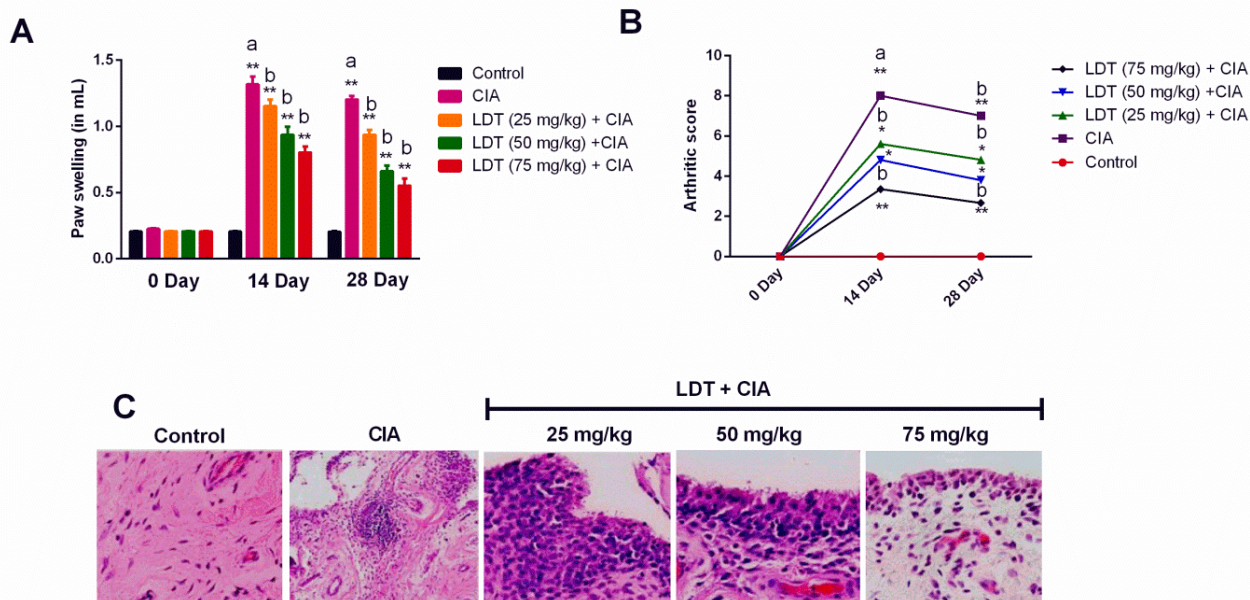 A
Paw swelling (in mL)
1.5
1.0
0.5
0.0
a
**
b
**
b
**
b
**
a
**
b
**
b
**
b
**
0 Day
14 Day
28 Day
Control
CIA
LDT (25 mg/kg) + CIA
LDT (50 mg/kg) +CIA
LDT (75 mg/kg) + CIA
B
Arthritic score
10
8
6
4
2
0
a
**
b
*
*
b
**
b
**
b
*
*
b
**
0 Day
14 Day
28 Day
LDT (75 mg/kg) + CIA
LDT (50 mg/kg) +CIA
LDT (25 mg/kg) + CIA
CIA
Control
C
LDT + CIA
Control
CIA
25 mg/kg
50 mg/kg
75 mg/kg